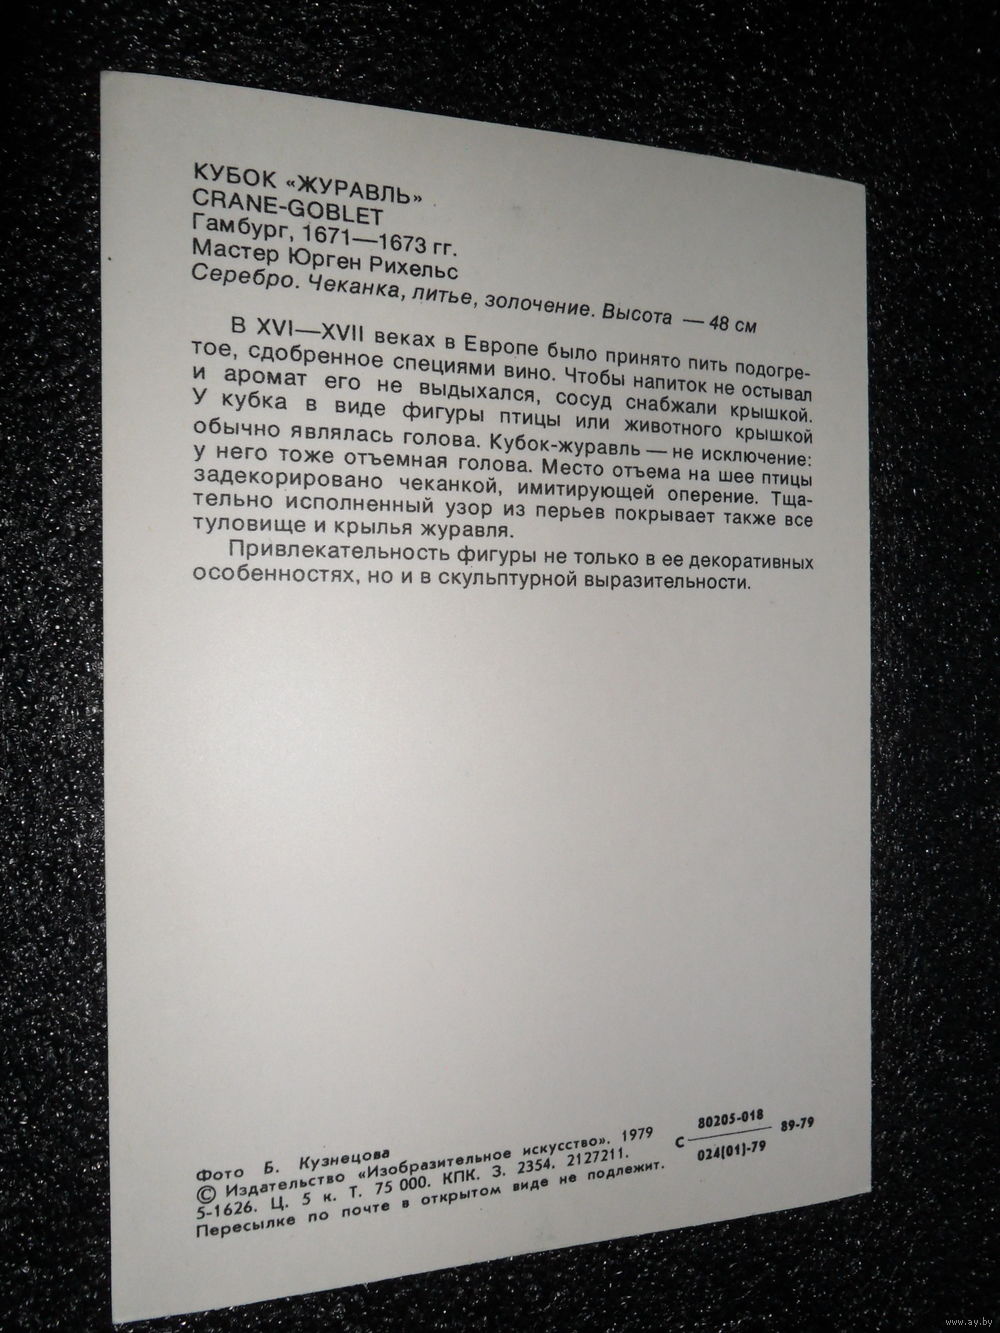 КУБОК «ЖУРАВЛЬ»
CRANE-GOBLET
Гамбург, 1671—1673 гг.
Мастер Юрген Рихельс
Серебро. Чеканка, литье, золочение. Высота — 48 см
В XVI—XVII веках в Европе было принято пить подогре-
тое, сдобренное специями вино. Чтобы напиток не остывал
и аромат его не выдыхался, сосуд снабжали крышкой.
У кубка в виде фигуры птицы или животного крышкой
обычно являлась голова. Кубок-журавль — не исключение:
у него тоже отъемная голова. Место отъема на шее птицы
задекорировано чеканкой, имитирующей оперение. Тща-
тельно исполненный узор из перьев покрывает также все
туловище и крылья журавля.
Привлекательность фигуры не только в ее декоративных
особенностях, но и в скульптурной выразительности.
Фото Б. Кузнецова
© Издательство «Изобразительное искусство». 1979
5-1626. Ц. 5 к. Т. 75 000. КПК. З. 2354. 2127211.
Пересылке по почте в открытом виде не подлежит.
80205-018
С 89-79
024(01)-79
www.ay.by